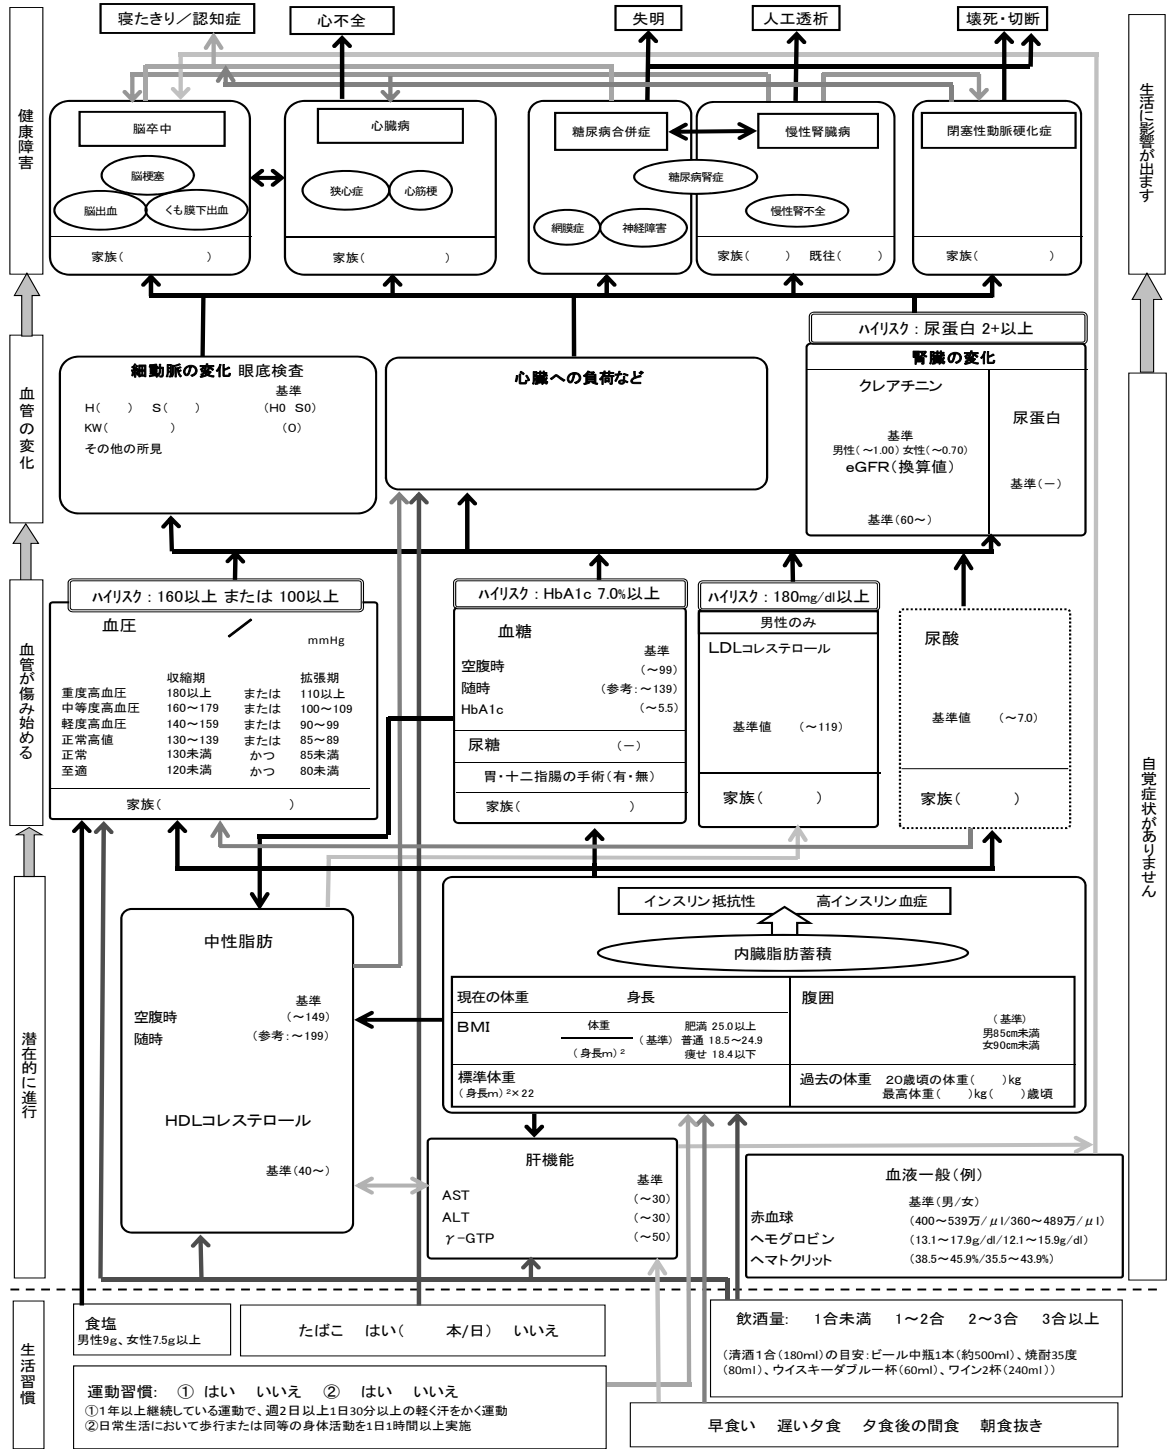 寝たきり／認知症
心不全
失明
人工透析
壊死・切断
健康障害
生活に影響が出ます
脳卒中
脳梗塞
脳出血
くも膜下出血
家族(　　　)
心臓病
狭心症
心筋梗
家族(　　　)
糖尿病合併症
慢性腎臓病
糖尿病腎症
網膜症
神経障害
慢性腎不全
家族(　　　)　既往(　　　)
閉塞性動脈硬化症
家族(　　　)
血管の変化
細動脈の変化 眼底検査
基準
H(　　)　S(　　)　(H0 S0)
KW(　　　)　(0)
その他の所見
心臓への負荷など
ハイリスク：尿蛋白 2+以上
腎臓の変化
クレアチニン
基準
男性(～1.00) 女性(～0.70)
eGFR(換算値)
基準(60～)
尿蛋白
基準(－)
血管が傷み始める
自覚症状がありません
ハイリスク：160以上 または 100以上
血圧　／
mmHg
収縮期　拡張期
重度高血圧　180以上　または　110以上
中等度高血圧　160～179　または　100～109
軽度高血圧　140～159　または　90～99
正常高値　130～139　または　85～89
正常　130未満　かつ　85未満
至適　120未満　かつ　80未満
家族(　　　)
ハイリスク：HbA1c 7.0%以上
血糖
基準
空腹時　(～99)
随時　(参考：～139)
HbA1c　(～5.5)
尿糖　(－)
胃・十二指腸の手術(有・無)
家族(　　　)
ハイリスク：180mg/dl以上
男性のみ
LDLコレステロール
基準値　(～119)
家族(　　　)
尿酸
基準値　(～7.0)
家族(　　　)
潜在的に進行
中性脂肪
基準
空腹時　(～149)
随時　(参考：～199)
HDLコレステロール
基準(40～)
インスリン抵抗性　高インスリン血症
内臓脂肪蓄積
現在の体重　身長
BMI
体重
(身長m)²
(基準)
肥満 25.0以上
普通 18.5～24.9
痩せ 18.4以下
標準体重
(身長m)²×22
腹囲
(基準)
男85cm未満
女90cm未満
過去の体重　20歳頃の体重(　　)kg
最高体重(　　)kg(　　)歳頃
肝機能
基準
AST　(～30)
ALT　(～30)
γ-GTP　(～50)
血液一般(例)
基準(男/女)
赤血球　(400～539万/μl/360～489万/μl)
ヘモグロビン　(13.1～17.9g/dl/12.1～15.9g/dl)
ヘマトクリット　(38.5～45.9%/35.5～43.9%)
生活習慣
食塩
男性9g、女性7.5g以上
たばこ　はい(　　本/日)　いいえ
飲酒量：　1合未満　1～2合　2～3合　3合以上
(清酒1合(180ml)の目安：ビール中瓶1本(約500ml)、焼酎35度
(80ml)、ウイスキーダブル一杯(60ml)、ワイン2杯(240ml))
運動習慣：　①　はい　いいえ　②　はい　いいえ
①1年以上継続している運動で、週2日以上1日30分以上の軽く汗をかく運動
②日常生活において歩行または同等の身体活動を1日1時間以上実施
早食い　遅い夕食　夕食後の間食　朝食抜き